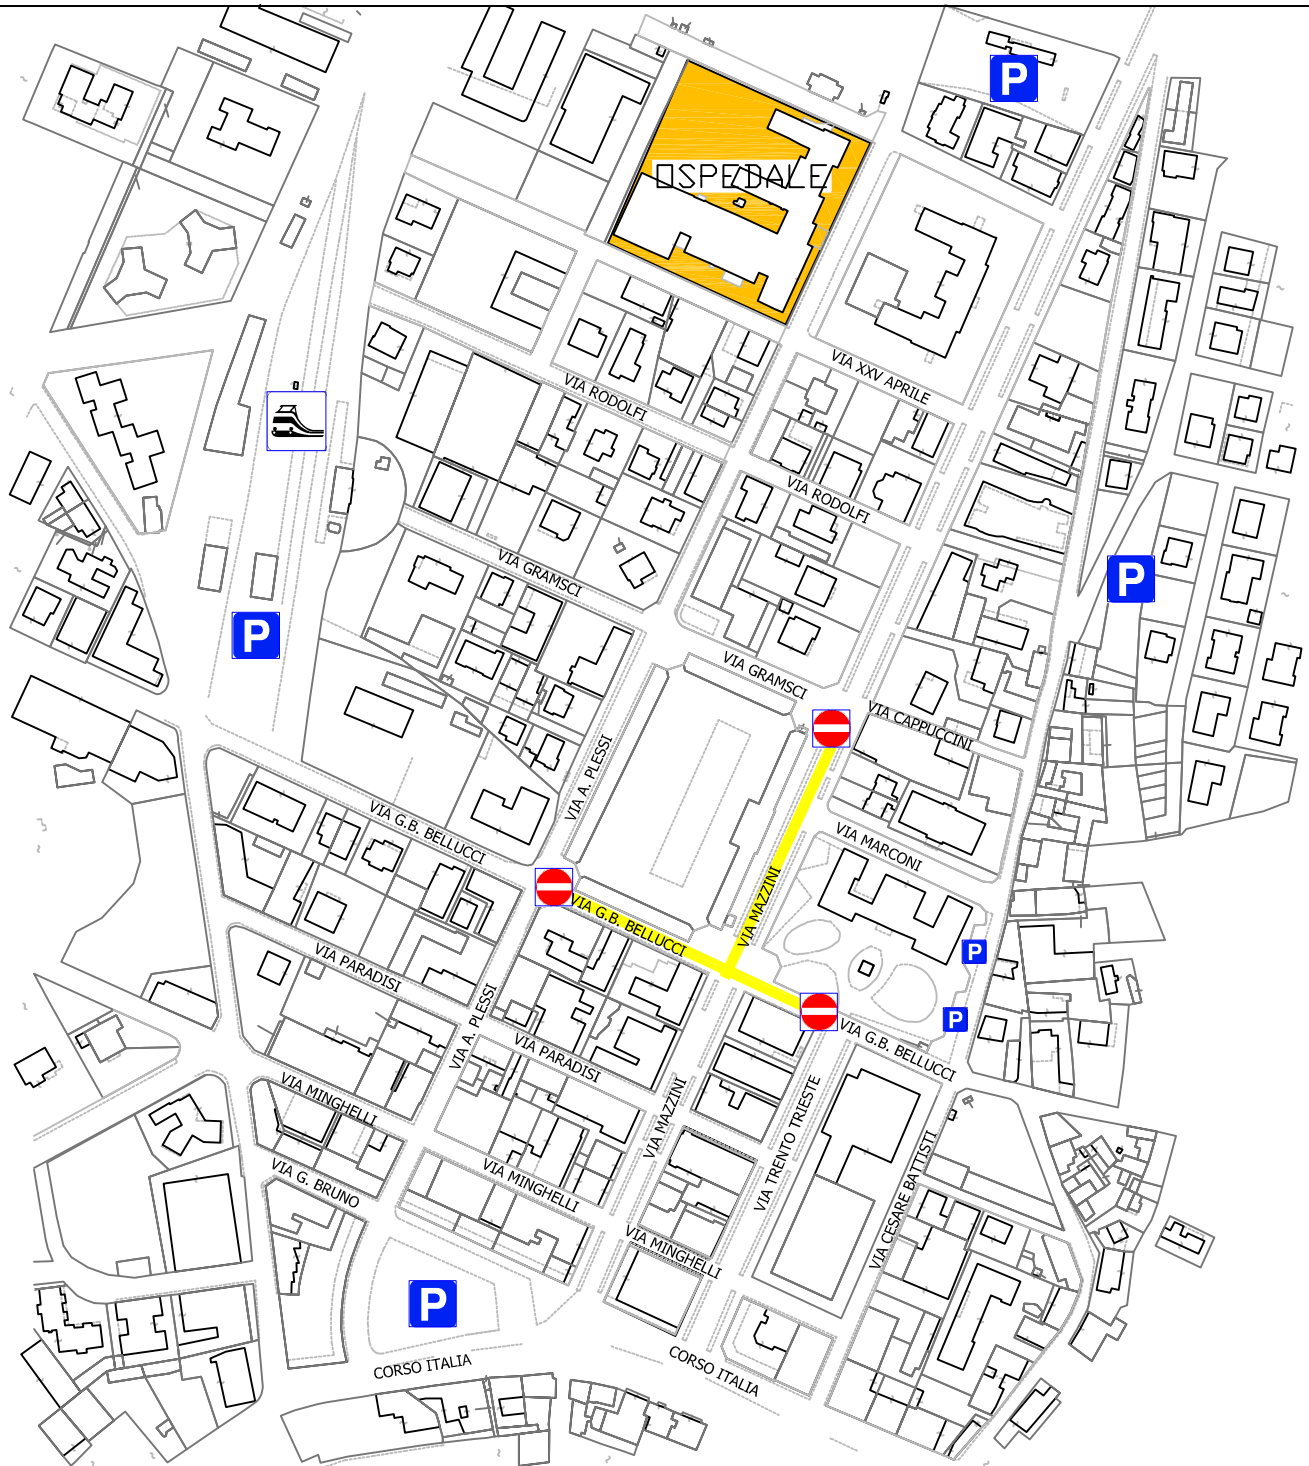 P
OSPEDALE
VIA XXV APRILE
VIA RODOLFI
VIA RODOLFI
VIA GRAMSCI
P
P
VIA GRAMSCI
VIA CAPPUCCINI
VIA A. PLESSI
VIA G.B. BELLUCCI
VIA MARCONI
VIA MAZZINI
VIA G.B. BELLUCCI
P
VIA PARADISI
P
VIA A. PLESSI
VIA G.B. BELLUCCI
VIA PARADISI
VIA MINGHELLI
VIA MAZZINI
VIA TRENTO TRIESTE
VIA CESARE BATTISTI
VIA G. BRUNO
VIA MINGHELLI
VIA MINGHELLI
P
CORSO ITALIA
CORSO ITALIA